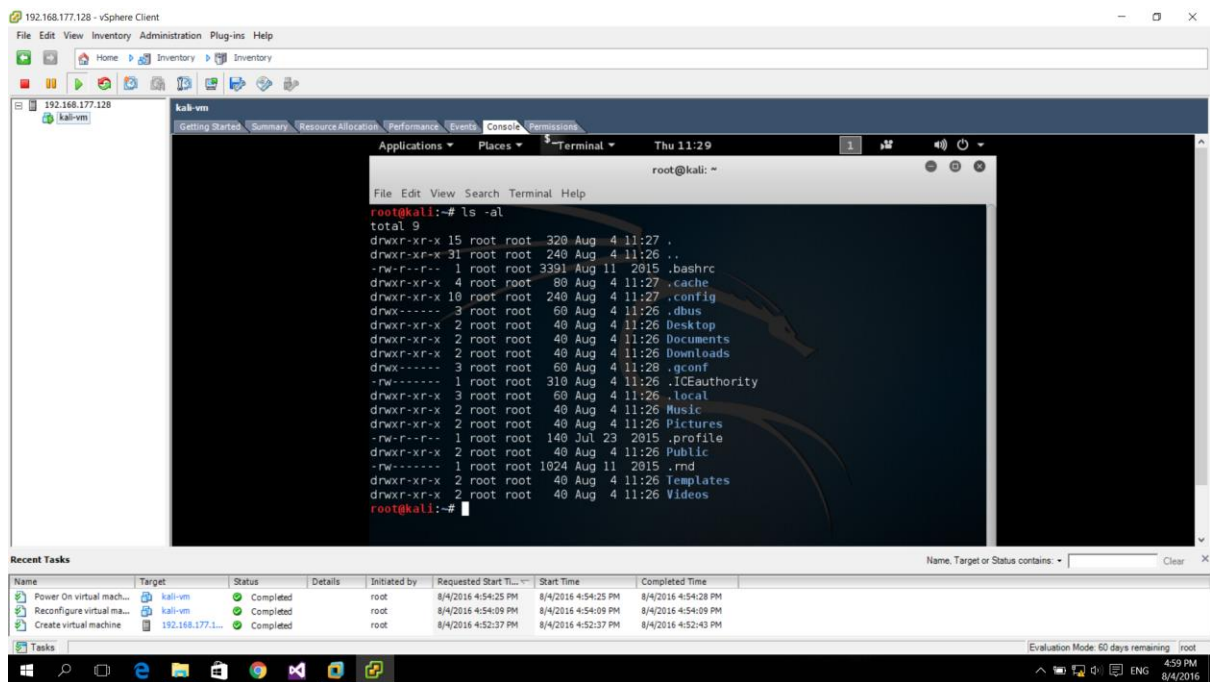 192.168.177.128 - vSphere Client
File Edit View Inventory Administration Plug-ins Help
Home Inventory Inventory
192.168.177.128
kali-vm
kali-vm
Getting Started Summary Resource Allocation Performance Events Console Permissions
Applications Places Terminal Thu 11:29 1
root@kali: ~
File Edit View Search Terminal Help
root@kali:~# ls -al
total 9
drwxr-xr-x 15 root root 320 Aug 4 11:27 .
drwxr-xr-x 31 root root 240 Aug 4 11:26 ..
-rw-r--r-- 1 root root 3391 Aug 11 2015 .bashrc
drwxr-xr-x 4 root root 80 Aug 4 11:27 .cache
drwxr-xr-x 10 root root 240 Aug 4 11:27 .config
drwx------ 3 root root 60 Aug 4 11:26 .dbus
drwxr-xr-x 2 root root 40 Aug 4 11:26 Desktop
drwxr-xr-x 2 root root 40 Aug 4 11:26 Documents
drwxr-xr-x 2 root root 40 Aug 4 11:26 Downloads
drwx------ 3 root root 60 Aug 4 11:28 .gconf
-rw------- 1 root root 310 Aug 4 11:26 .ICEauthority
drwxr-xr-x 3 root root 60 Aug 4 11:26 .local
drwxr-xr-x 2 root root 40 Aug 4 11:26 Music
drwxr-xr-x 2 root root 40 Aug 4 11:26 Pictures
-rw-r--r-- 1 root root 140 Jul 23 2015 .profile
drwxr-xr-x 2 root root 40 Aug 4 11:26 Public
-rw------- 1 root root 1024 Aug 11 2015 .rnd
drwxr-xr-x 2 root root 40 Aug 4 11:26 Templates
drwxr-xr-x 2 root root 40 Aug 4 11:26 Videos
root@kali:~#
Recent Tasks Name, Target or Status contains: Clear
Name Target Status Details Initiated by Requested Start Ti... Start Time Completed Time
Power On virtual mach... kali-vm Completed root 8/4/2016 4:54:25 PM 8/4/2016 4:54:25 PM 8/4/2016 4:54:28 PM
Reconfigure virtual ma... kali-vm Completed root 8/4/2016 4:54:09 PM 8/4/2016 4:54:09 PM 8/4/2016 4:54:09 PM
Create virtual machine 192.168.177.1... Completed root 8/4/2016 4:52:37 PM 8/4/2016 4:52:37 PM 8/4/2016 4:52:43 PM
Tasks Evaluation Mode: 60 days remaining root
ENG 4:59 PM
8/4/2016